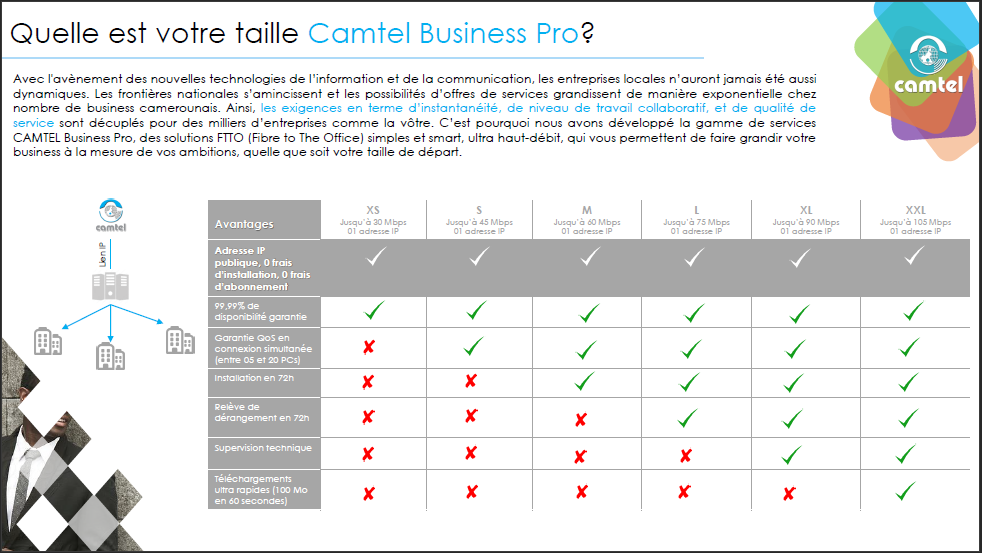 Quelle est votre taille Camtel Business Pro?
camtel
Avec l'avènement des nouvelles technologies de l'information et de la communication, les entreprises locales n'auront jamais été aussi
dynamiques. Les frontières nationales s'amincissent et les possibilités d'offres de services grandissent de manière exponentielle chez
nombre de business camerounais. Ainsi, les exigences en terme d'instantanéité, de niveau de travail collaboratif, et de qualité de
service sont décuplés pour des milliers d'entreprises comme la vôtre. C'est pourquoi nous avons développé la gamme de services
CAMTEL Business Pro, des solutions FTTO (Fibre to The Office) simples et smart, ultra haut-débit, qui vous permettent de faire grandir votre
business à la mesure de vos ambitions, quelle que soit votre taille de départ.
camtel
Lien IP
Avantages
XS
Jusqu'à 30 Mbps
01 adresse IP
S
Jusqu'à 45 Mbps
01 adresse IP
M
Jusqu'à 60 Mbps
01 adresse IP
L
Jusqu'à 75 Mbps
01 adresse IP
XL
Jusqu'à 90 Mbps
01 adresse IP
XXL
Jusqu'à 105 Mbps
01 adresse IP
Adresse IP
publique, 0 frais
d'installation, 0 frais
d'abonnement
99,99% de
disponibilité garantie
Garantie QoS en
connexion simultanée
(entre 05 et 20 PCs)
Installation en 72h
Relève de
dérangement en 72h
Supervision technique
Téléchargements
ultra rapides (100 Mo
en 60 secondes)